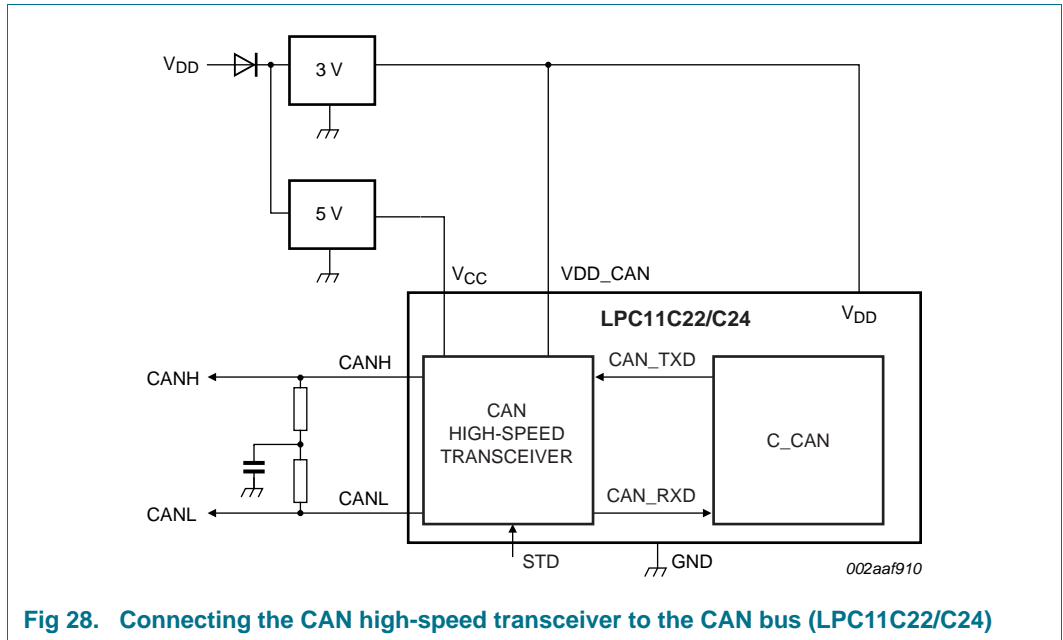 VDD
3 V
5 V
VCC
VDD_CAN
LPC11C22/C24
VDD
CANH
CANH
CAN_TXD
CAN
HIGH-SPEED
TRANSCEIVER
C_CAN
CANL
CANL
CAN_RXD
STD
GND
002aaf910
Fig 28. Connecting the CAN high-speed transceiver to the CAN bus (LPC11C22/C24)